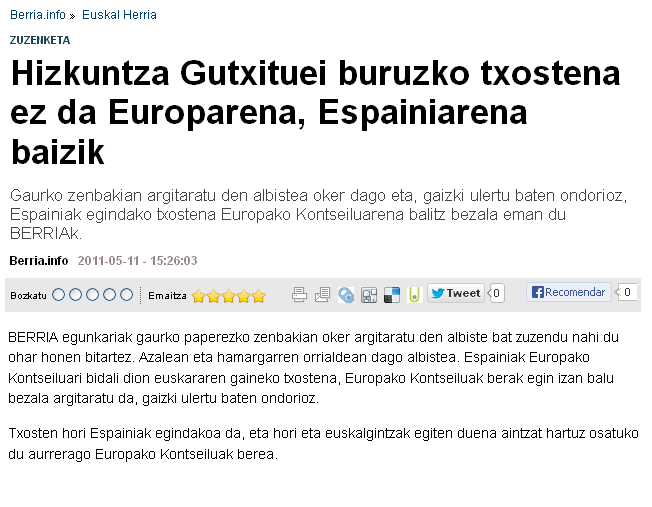 Berria.info » Euskal Herria
ZUZENKETA
Hizkuntza Gutxituei buruzko txostena
ez da Europarena, Espainiarena
baizik
Gaurko zenbakian argitaratu den albistea oker dago eta, gaizki ulertu baten ondorioz,
Espainiak egindako txostena Europako Kontseiluarena balitz bezala eman du
BERRIAk.
Berria.info 2011-05-11 - 15:26:03
Bozkatu Emaitza Tweet 0 Recomendar 0
BERRIA egunkariak gaurko paperezko zenbakian oker argitaratu den albiste bat zuzendu nahi du
ohar honen bitartez. Azalean eta hamargarren orrialdean dago albistea. Espainiak Europako
Kontseiluari bidali dion euskararen gaineko txostena, Europako Kontseiluak berak egin izan balu
bezala argitaratu da, gaizki ulertu baten ondorioz.
Txosten hori Espainiak egindakoa da, eta hori eta euskalgintzak egiten duena aintzat hartuz osatuko
du aurrerago Europako Kontseiluak berea.